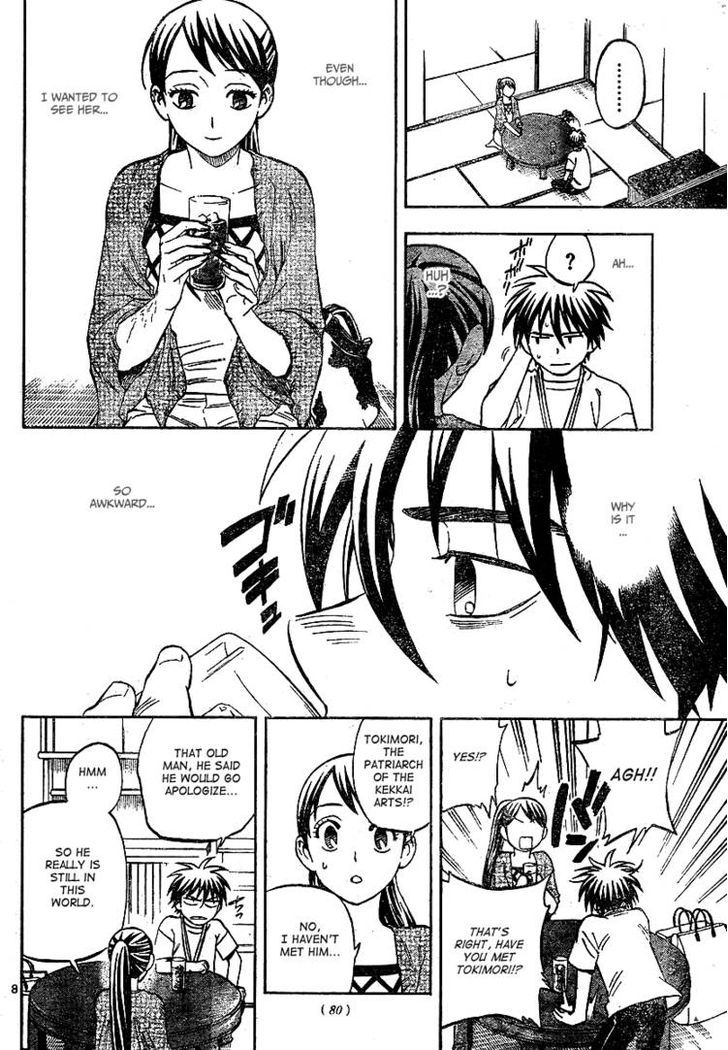 .........
EVEN
THOUGH...
I WANTED TO
SEE HER...
AH...
?
HUH
...?
WHY
IS IT
...
SO
AWKWARD...
ゴキュ
AGH!!
YES!?
THAT'S
RIGHT, HAVE
YOU MET
TOKIMORI!?
TOKIMORI,
THE
PATRIARCH
OF THE
KEKKAI
ARTS!?
NO,
I HAVEN'T
MET HIM...
THAT OLD
MAN, HE SAID
HE WOULD GO
APOLOGIZE...
HMM
...
SO HE
REALLY IS
STILL IN
THIS
WORLD.
8
( 80 )